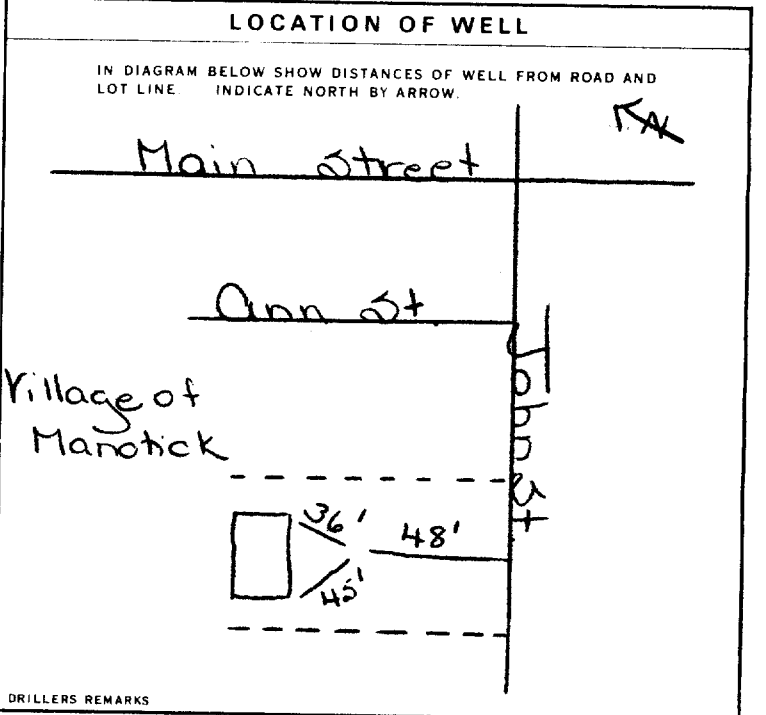 LOCATION OF WELL
IN DIAGRAM BELOW SHOW DISTANCES OF WELL FROM ROAD AND
LOT LINE. INDICATE NORTH BY ARROW.
N
Main Street
Ann St.
John St
Village of
Manotick
36'
48'
45'
DRILLERS REMARKS